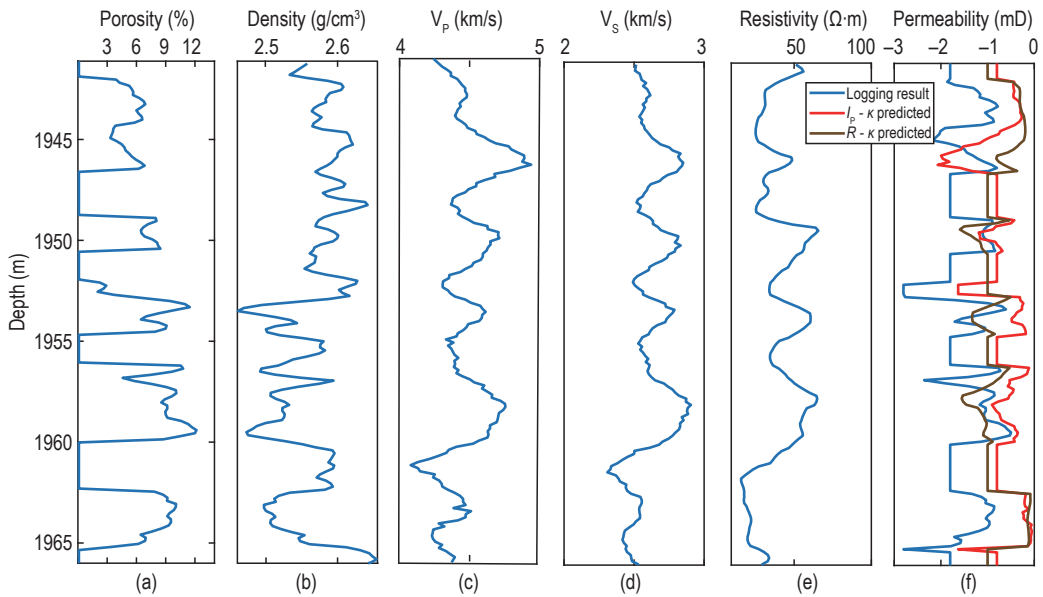 Porosity (%) Density (g/cm³) V_P (km/s) V_S (km/s) Resistivity (Ω·m) Permeability (mD)
3 6 9 12 2.5 2.6 4 5 2 3 50 100 −3 −2 −1 0
Logging result
I_P - κ predicted
R - κ predicted
Depth (m)
1945
1950
1955
1960
1965
(a) (b) (c) (d) (e) (f)